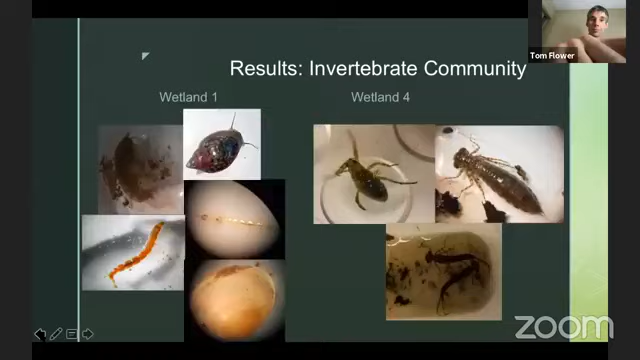 Results: Invertebrate Community
Wetland 1
Wetland 4
Tom Flower
zoom